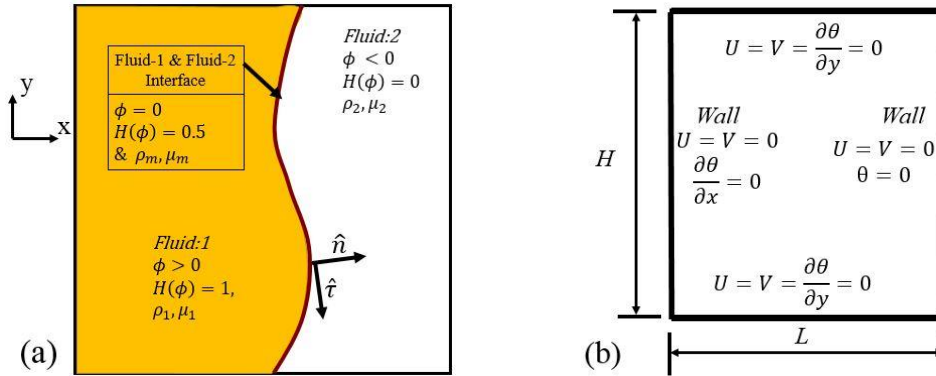 Fluid:2
ϕ < 0
H(ϕ) = 0
ρ₂, μ₂
Fluid-1 & Fluid-2
Interface
ϕ = 0
H(ϕ) = 0.5
& ρₘ, μₘ
y
x
Fluid:1
ϕ > 0
H(ϕ) = 1,
ρ₁, μ₁
n̂
τ̂
(a)
U = V = ∂θ/∂y = 0
Wall
U = V = 0
∂θ/∂x = 0
Wall
U = V = 0
θ = 0
H
U = V = ∂θ/∂y = 0
L
(b)